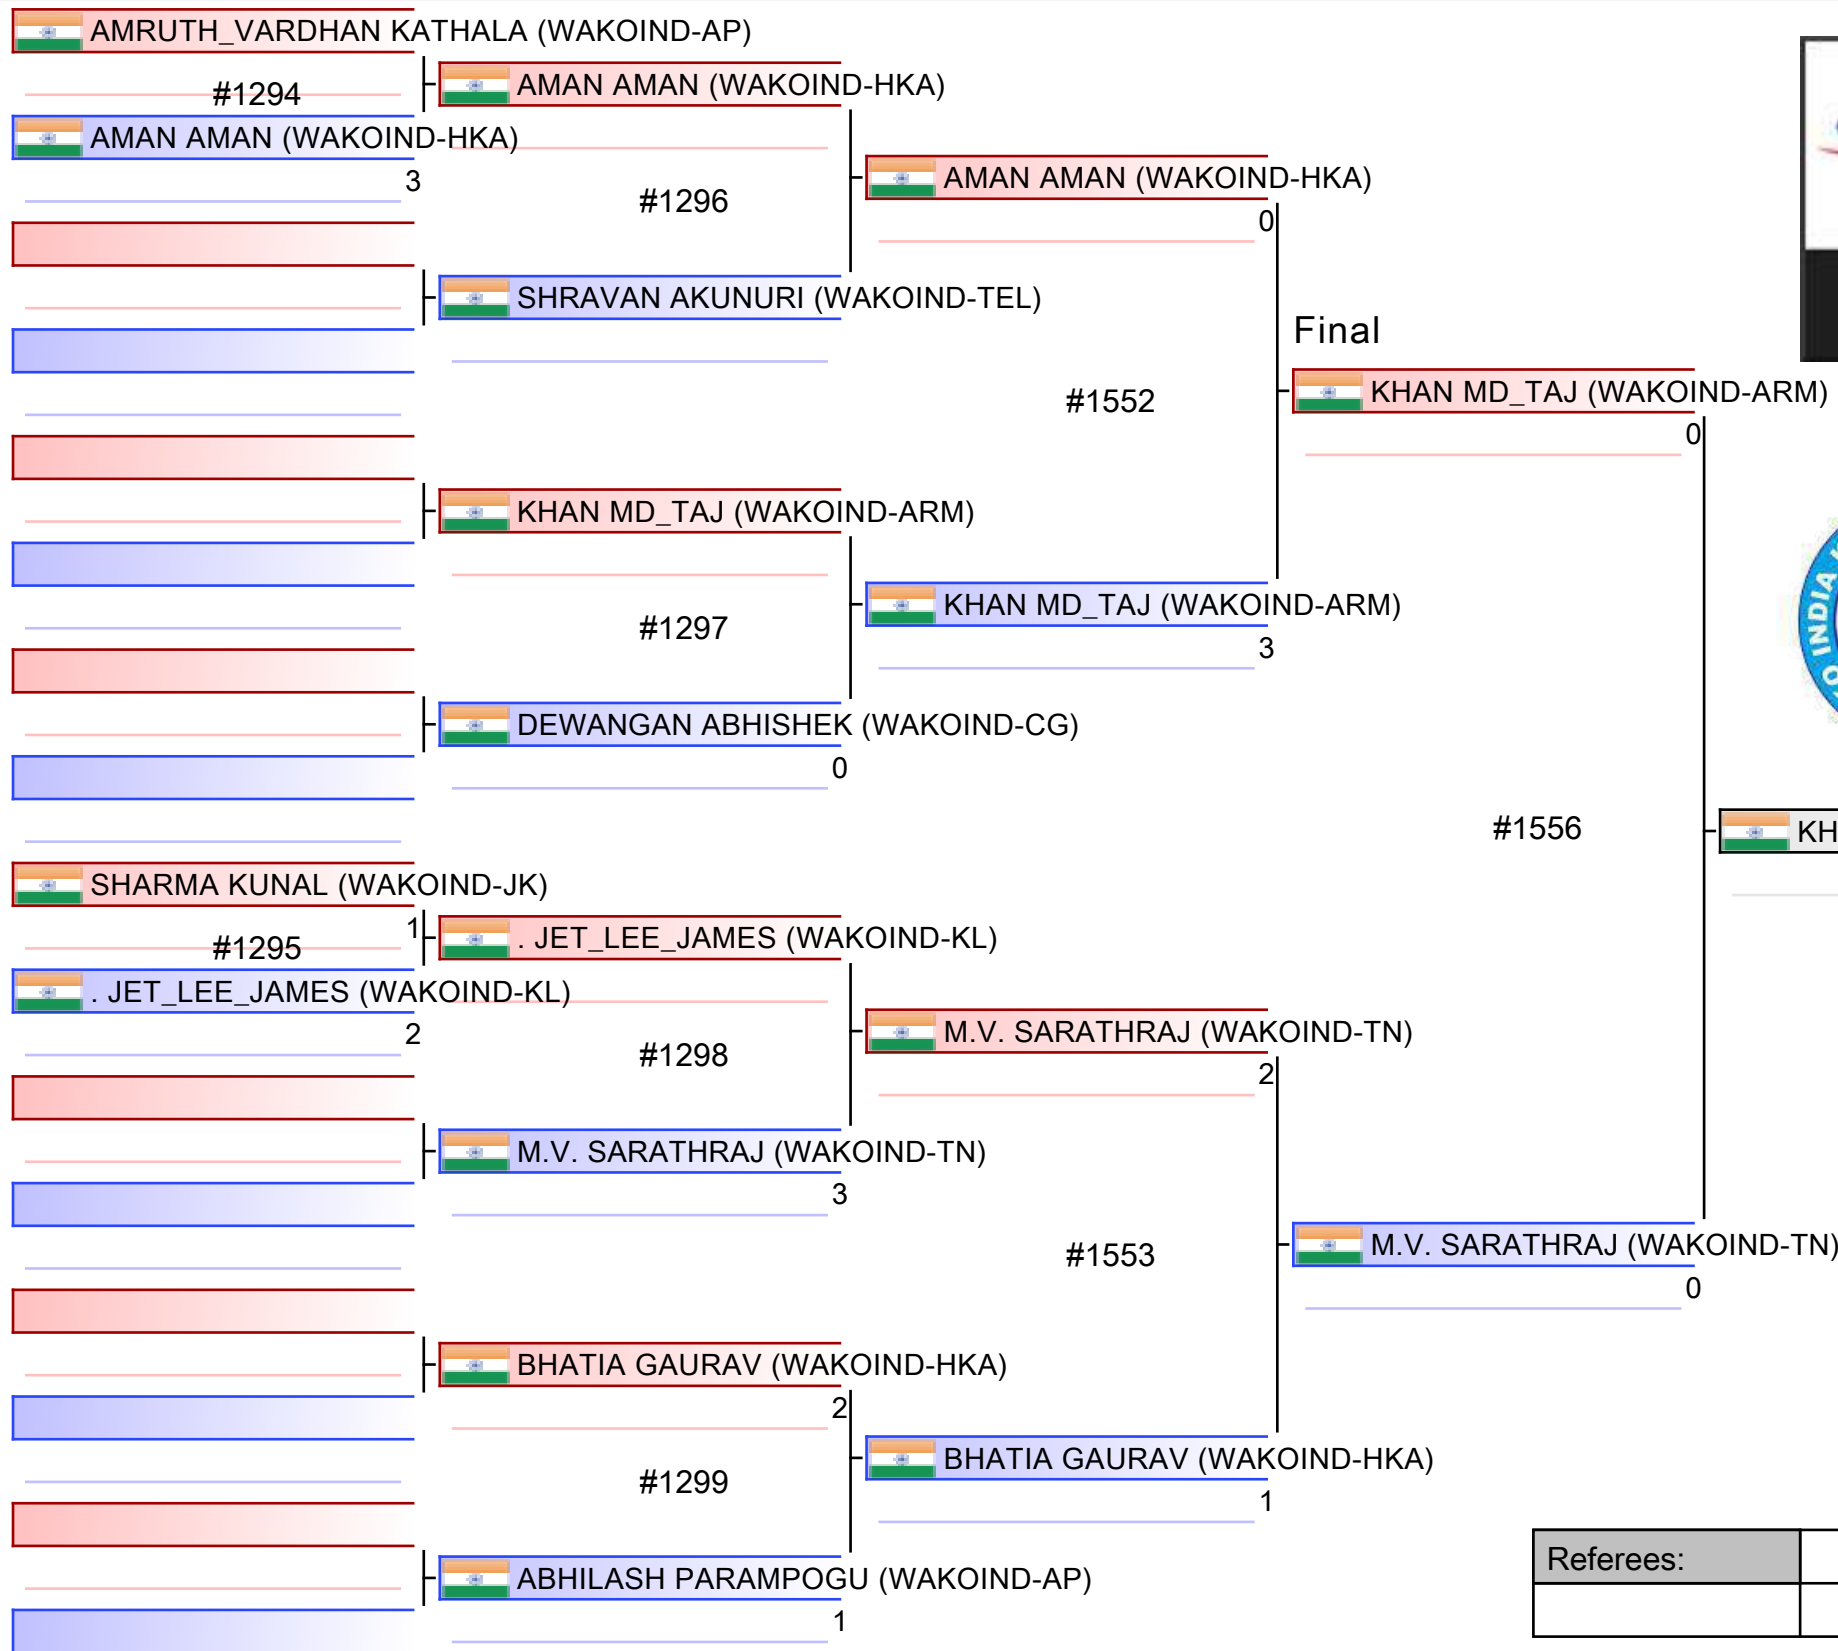 AMRUTH_VARDHAN KATHALA (WAKOIND-AP)
#1294
AMAN AMAN (WAKOIND-HKA)
3
AMAN AMAN (WAKOIND-HKA)
#1296
SHRAVAN AKUNURI (WAKOIND-TEL)
AMAN AMAN (WAKOIND-HKA)
0
#1552
Final
KHAN MD_TAJ (WAKOIND-ARM)
0
KHAN MD_TAJ (WAKOIND-ARM)
#1297
KHAN MD_TAJ (WAKOIND-ARM)
3
DEWANGAN ABHISHEK (WAKOIND-CG)
0
#1556
KH
INDIA
SHARMA KUNAL (WAKOIND-JK)
1
#1295
. JET_LEE_JAMES (WAKOIND-KL)
2
. JET_LEE_JAMES (WAKOIND-KL)
#1298
M.V. SARATHRAJ (WAKOIND-TN)
3
M.V. SARATHRAJ (WAKOIND-TN)
2
#1553
M.V. SARATHRAJ (WAKOIND-TN)
0
BHATIA GAURAV (WAKOIND-HKA)
2
#1299
BHATIA GAURAV (WAKOIND-HKA)
1
ABHILASH PARAMPOGU (WAKOIND-AP)
1
Referees: